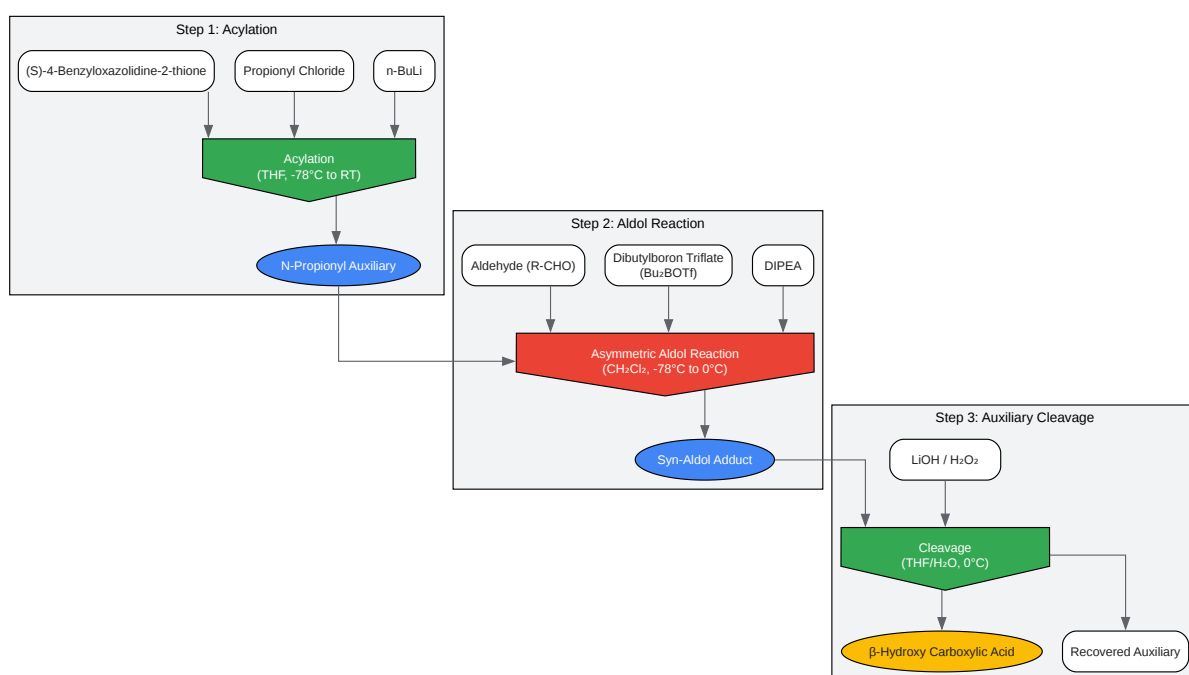 Step 1: Acylation
(S)-4-Benzyloxazolidine-2-thione
Propionyl Chloride
n-BuLi
Acylation
(THF, -78°C to RT)
N-Propionyl Auxiliary
Step 2: Aldol Reaction
Aldehyde (R-CHO)
Dibutylboron Triflate
(Bu₂BOTf)
DIPEA
Asymmetric Aldol Reaction
(CH₂Cl₂, -78°C to 0°C)
Syn-Aldol Adduct
Step 3: Auxiliary Cleavage
LiOH / H₂O₂
Cleavage
(THF/H₂O, 0°C)
β-Hydroxy Carboxylic Acid
Recovered Auxiliary